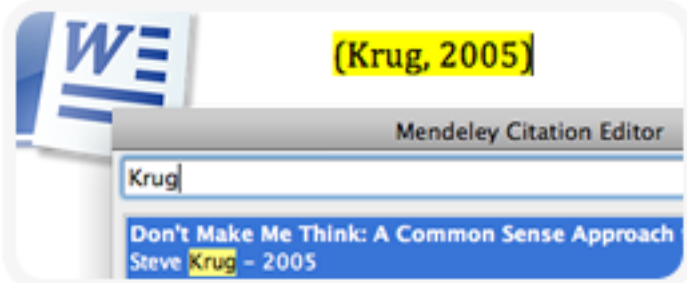 W
(Krug, 2005)
Mendeley Citation Editor
Krug
Don't Make Me Think: A Common Sense Approach
Steve Krug – 2005